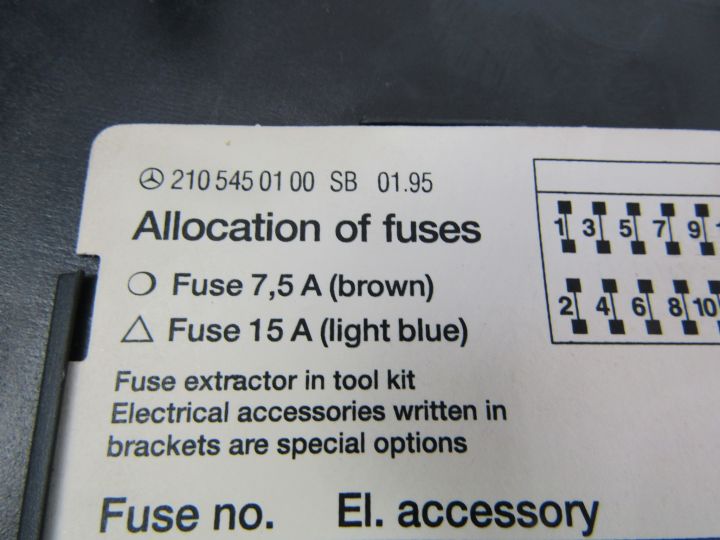 210 545 01 00 SB 01.95
Allocation of fuses
Fuse 7,5 A (brown)
Fuse 15 A (light blue)
Fuse extractor in tool kit
Electrical accessories written in
brackets are special options
Fuse no. El. accessory
1 3 5 7 9
2 4 6 8 10